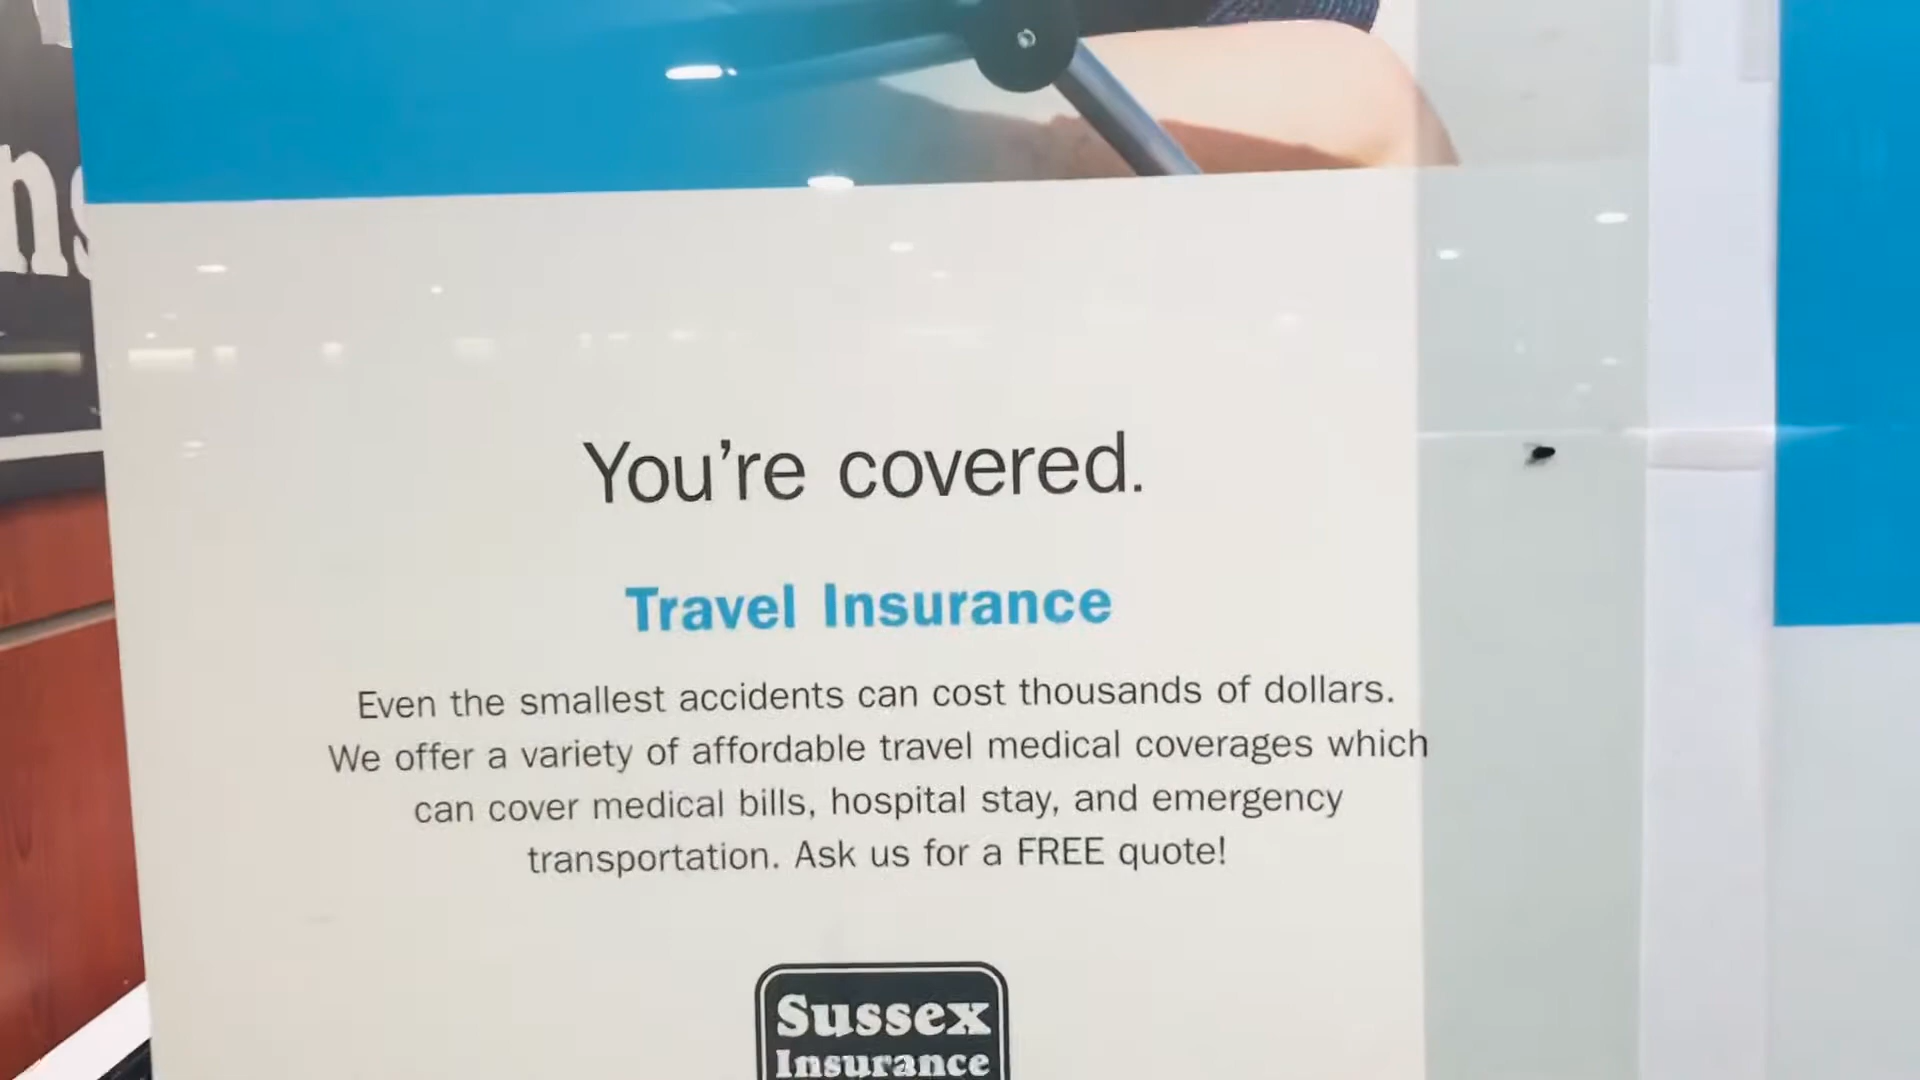 ns
You're covered.
Travel Insurance
Even the smallest accidents can cost thousands of dollars.
We offer a variety of affordable travel medical coverages which
can cover medical bills, hospital stay, and emergency
transportation. Ask us for a FREE quote!
Sussex
Insurance